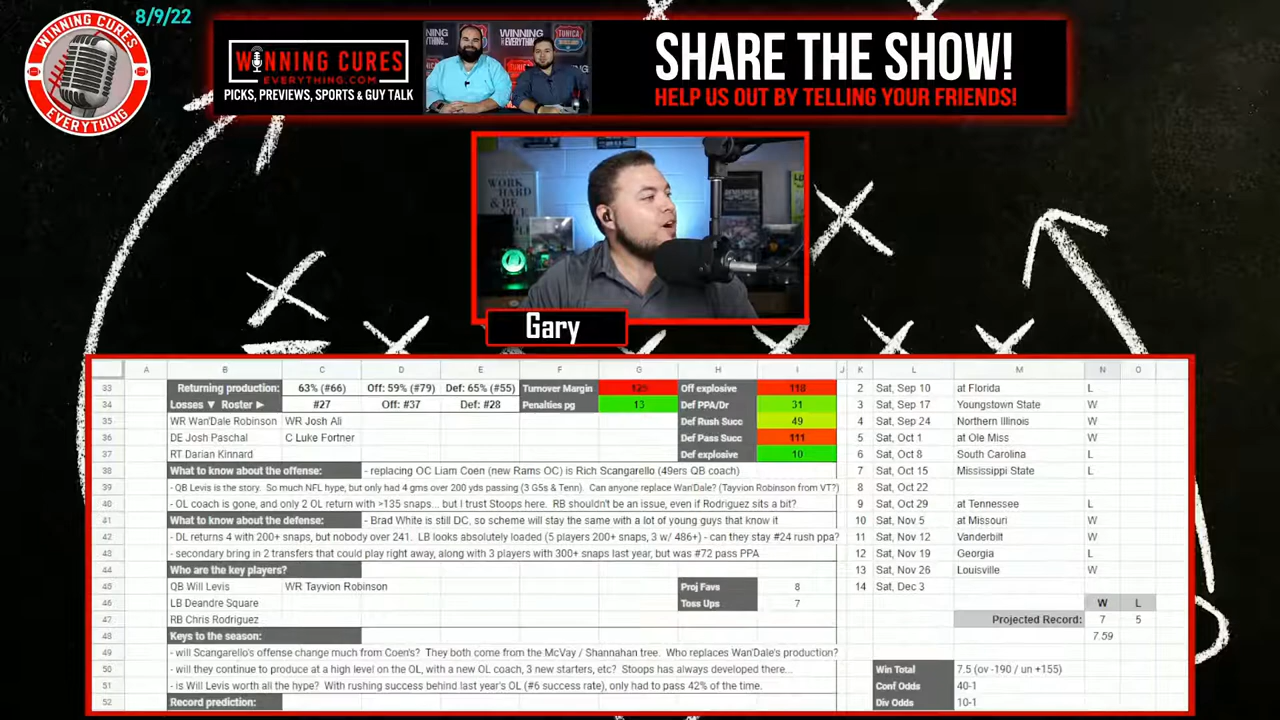 8/9/22
WINNING CURES
EVERYTHING
WINNING CURES
EVERYTHING.COM
PICKS, PREVIEWS, SPORTS & GUY TALK
SHARE THE SHOW!
HELP US OUT BY TELLING YOUR FRIENDS!
WORK
HARD
& BE
Gary
A B C D E F G H I J K L M N O
33 Returning production: 63% (#66) Off: 59% (#79) Def: 65% (#55) Turnover Margin 125 Off explosive 118 2 Sat, Sep 10 at Florida L
34 Losses ▼ Roster ► #27 Off: #37 Def: #28 Penalties pg 13 Def PPA/Dr 31 3 Sat, Sep 17 Youngstown State W
35 WR Wan'Dale Robinson WR Josh Ali Def Rush Succ 49 4 Sat, Sep 24 Northern Illinois W
36 DE Josh Paschal C Luke Fortner Def Pass Succ 111 5 Sat, Oct 1 at Ole Miss L
37 RT Darian Kinnard Def explosive 10 6 Sat, Oct 8 South Carolina W
38 What to know about the offense: - replacing OC Liam Coen (new Rams OC) is Rich Scangarello (49ers QB coach) 7 Sat, Oct 15 Mississippi State L
39 - QB Levis is the story. So much NFL hype, but only had 4 gms over 200 yds passing (3 G5s & Tenn). Can anyone replace Wan'Dale? (Tayvion Robinson from VT?) 8 Sat, Oct 22
40 - OL coach is gone, and only 2 OL return with >135 snaps... but I trust Stoops here. RB shouldn't be an issue, even if Rodriguez sits a bit? 9 Sat, Oct 29 at Tennessee L
41 What to know about the defense: - Brad White is still DC, so scheme will stay the same with a lot of young guys that know it 10 Sat, Nov 5 at Missouri W
42 - DL returns 4 with 200+ snaps, but nobody over 241. LB looks absolutely loaded (5 players 200+ snaps, 3 w/ 486+) - can they stay #24 rush ppa? 11 Sat, Nov 12 Vanderbilt W
43 - secondary bring in 2 transfers that could play right away, along with 3 players with 300+ snaps last year, but was #72 pass PPA 12 Sat, Nov 19 Georgia L
44 Who are the key players? 13 Sat, Nov 26 Louisville W
45 QB Will Levis WR Tayvion Robinson Proj Favs 8 14 Sat, Dec 3
46 LB Deandre Square Toss Ups 7 W L
47 RB Chris Rodriguez Projected Record: 7 5
48 Keys to the season: 7.59
49 - will Scangarello's offense change much from Coen's? They both come from the McVay / Shannahan tree. Who replaces Wan'Dale's production?
50 - will they continue to produce at a high level on the OL, with a new OL coach, 3 new starters, etc? Stoops has always developed there... Win Total 7.5 (ov -190 / un +155)
51 - is Will Levis worth all the hype? With rushing success behind last year's OL (#6 success rate), only had to pass 42% of the time. Conf Odds 40-1
52 Record prediction: Div Odds 10-1